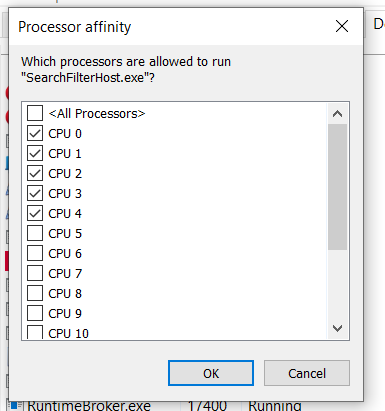 Processor affinity
De
Which processors are allowed to run
"SearchFilterHost.exe"?
<All Processors>
CPU 0
CPU 1
CPU 2
CPU 3
CPU 4
CPU 5
CPU 6
CPU 7
CPU 8
CPU 9
CPU 10
OK
Cancel
RuntimeBroker.exe 17400 Running